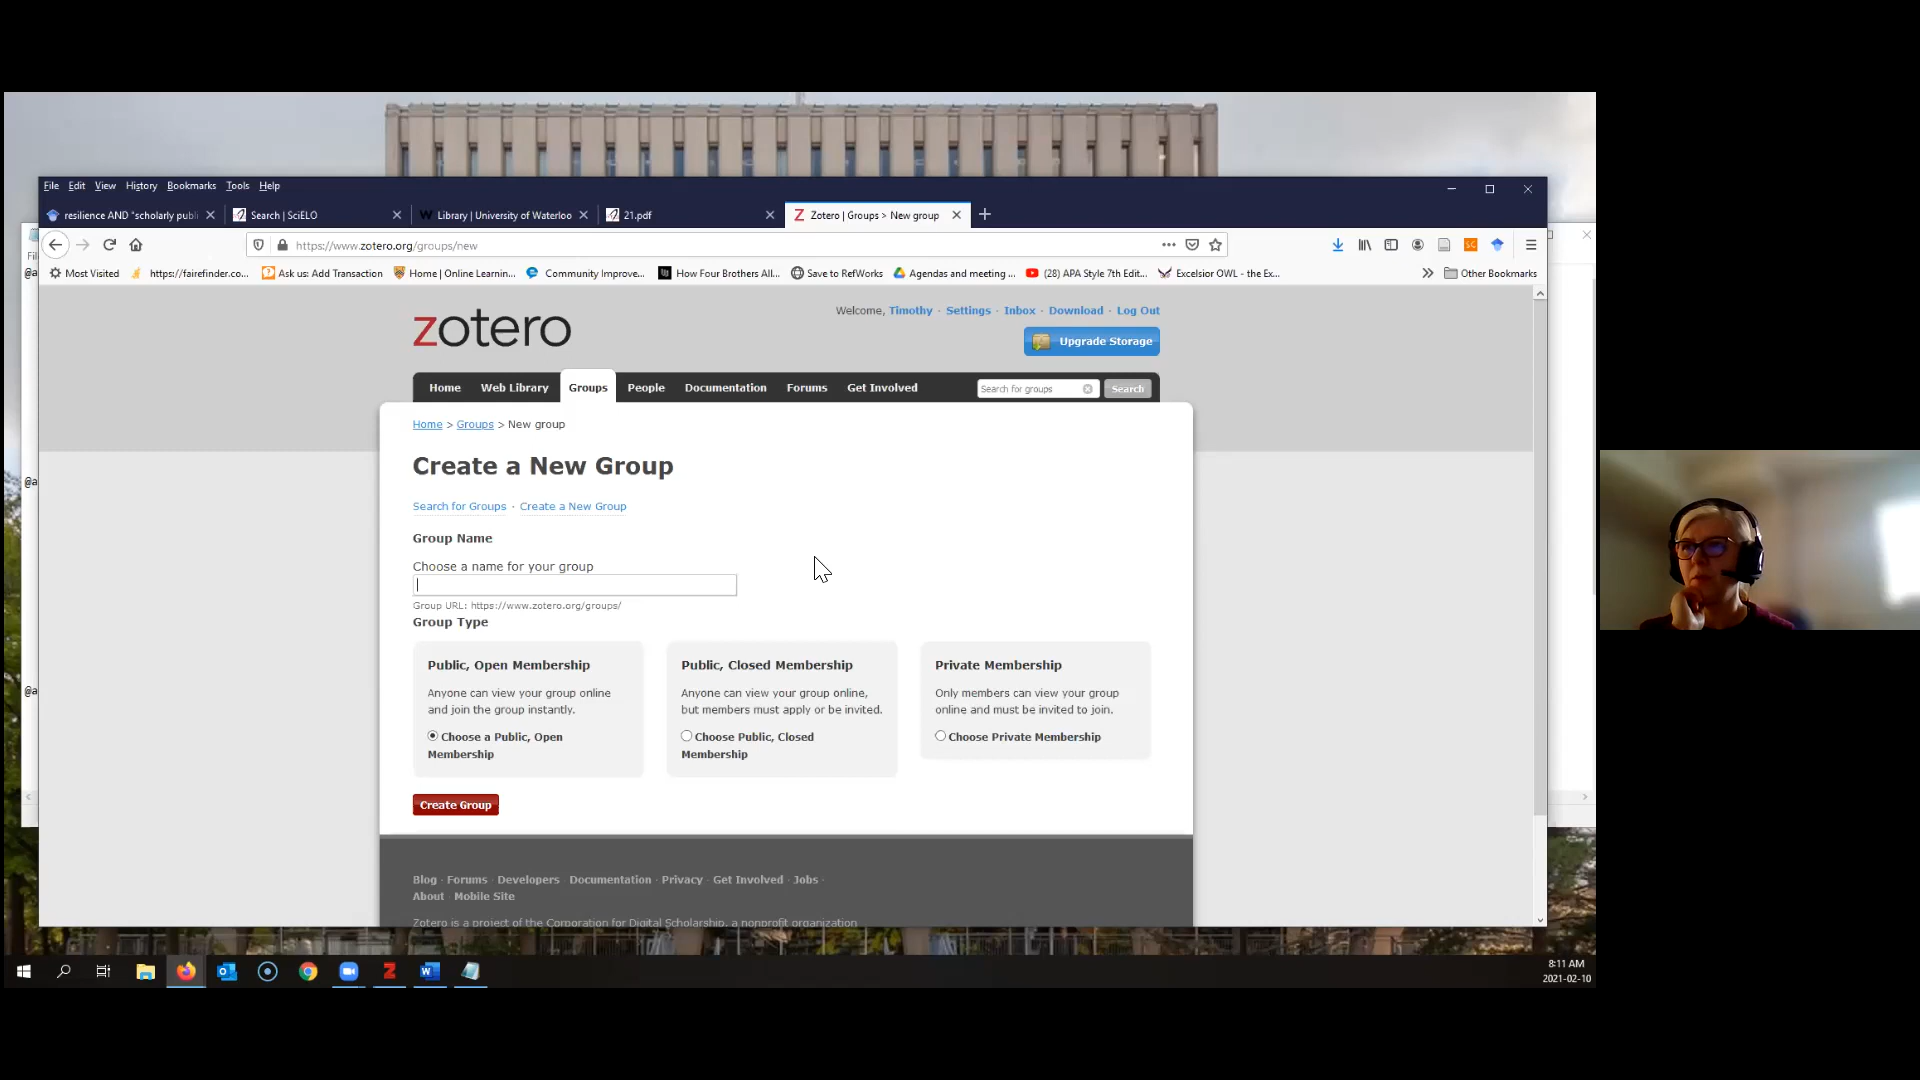 File Edit View History Bookmarks Tools Help
resilience AND "scholarly publi
Search | SciELO
Library | University of Waterloo
21.pdf
Zotero | Groups > New group
https://www.zotero.org/groups/new
Most Visited
https://fairefinder.co...
Ask us: Add Transaction
Home | Online Learnin...
Community Improve...
How Four Brothers All...
Save to RefWorks
Agendas and meeting ...
(28) APA Style 7th Edit...
Excelsior OWL - the Ex...
Other Bookmarks
zotero
Welcome, Timothy · Settings · Inbox · Download · Log Out
Upgrade Storage
Home Web Library Groups People Documentation Forums Get Involved
Search for groups
Search
Home > Groups > New group
Create a New Group
Search for Groups · Create a New Group
Group Name
Choose a name for your group
Group URL: https://www.zotero.org/groups/
Group Type
Public, Open Membership
Anyone can view your group online
and join the group instantly.
Choose a Public, Open
Membership
Public, Closed Membership
Anyone can view your group online,
but members must apply or be invited.
Choose Public, Closed
Membership
Private Membership
Only members can view your group
online and must be invited to join.
Choose Private Membership
Create Group
Blog · Forums · Developers · Documentation · Privacy · Get Involved · Jobs ·
About · Mobile Site
Zotero is a project of the Corporation for Digital Scholarship, a nonprofit organization
8:11 AM
2021-02-10